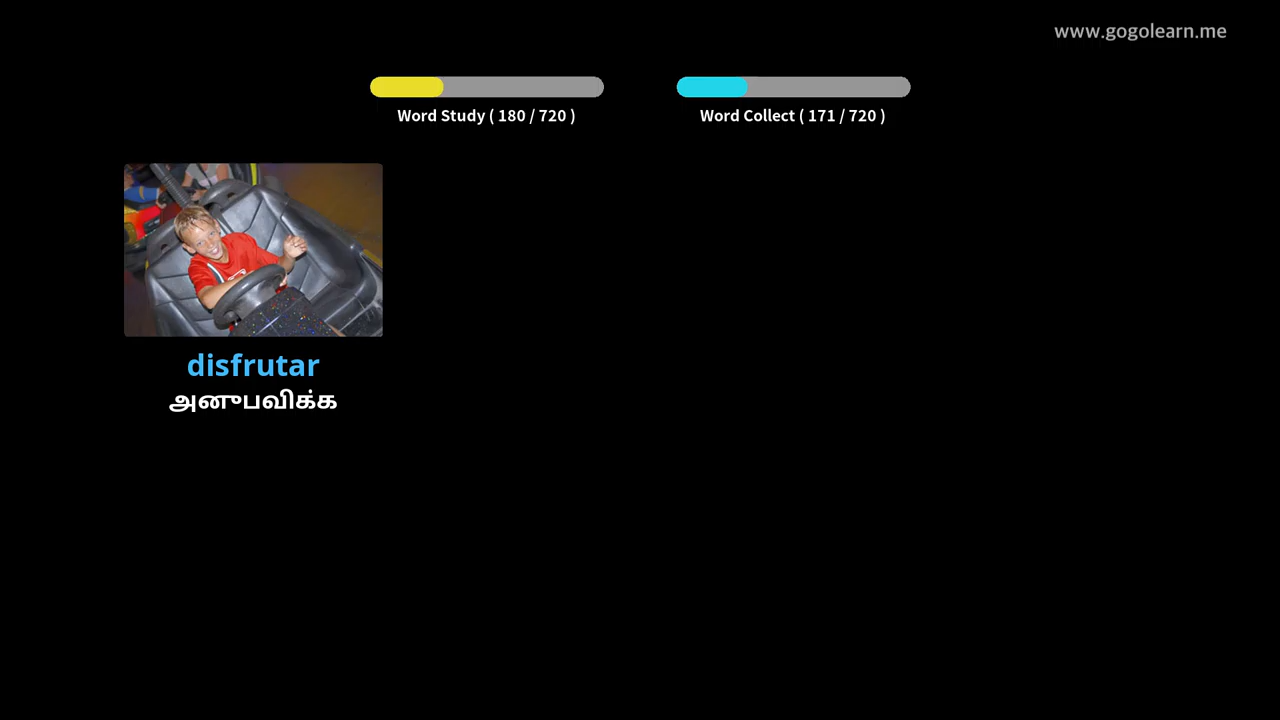 www.gogolearn.me
Word Study ( 180 / 720 )
Word Collect ( 171 / 720 )
disfrutar
அனுபவிக்க